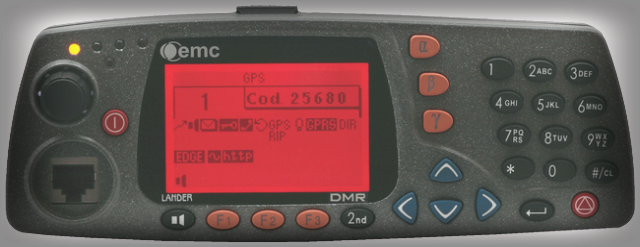 emc
α
GPS
1 Cod 25680
GPS GPRS DIR
RIP
EDGE http
LANDER DMR
F1 F2 F3 2nd
β
γ
1 2ABC 3DEF
4GHI 5JKL 6MNO
7PQRS 8TUV 9WXYZ
* 0 #/CL